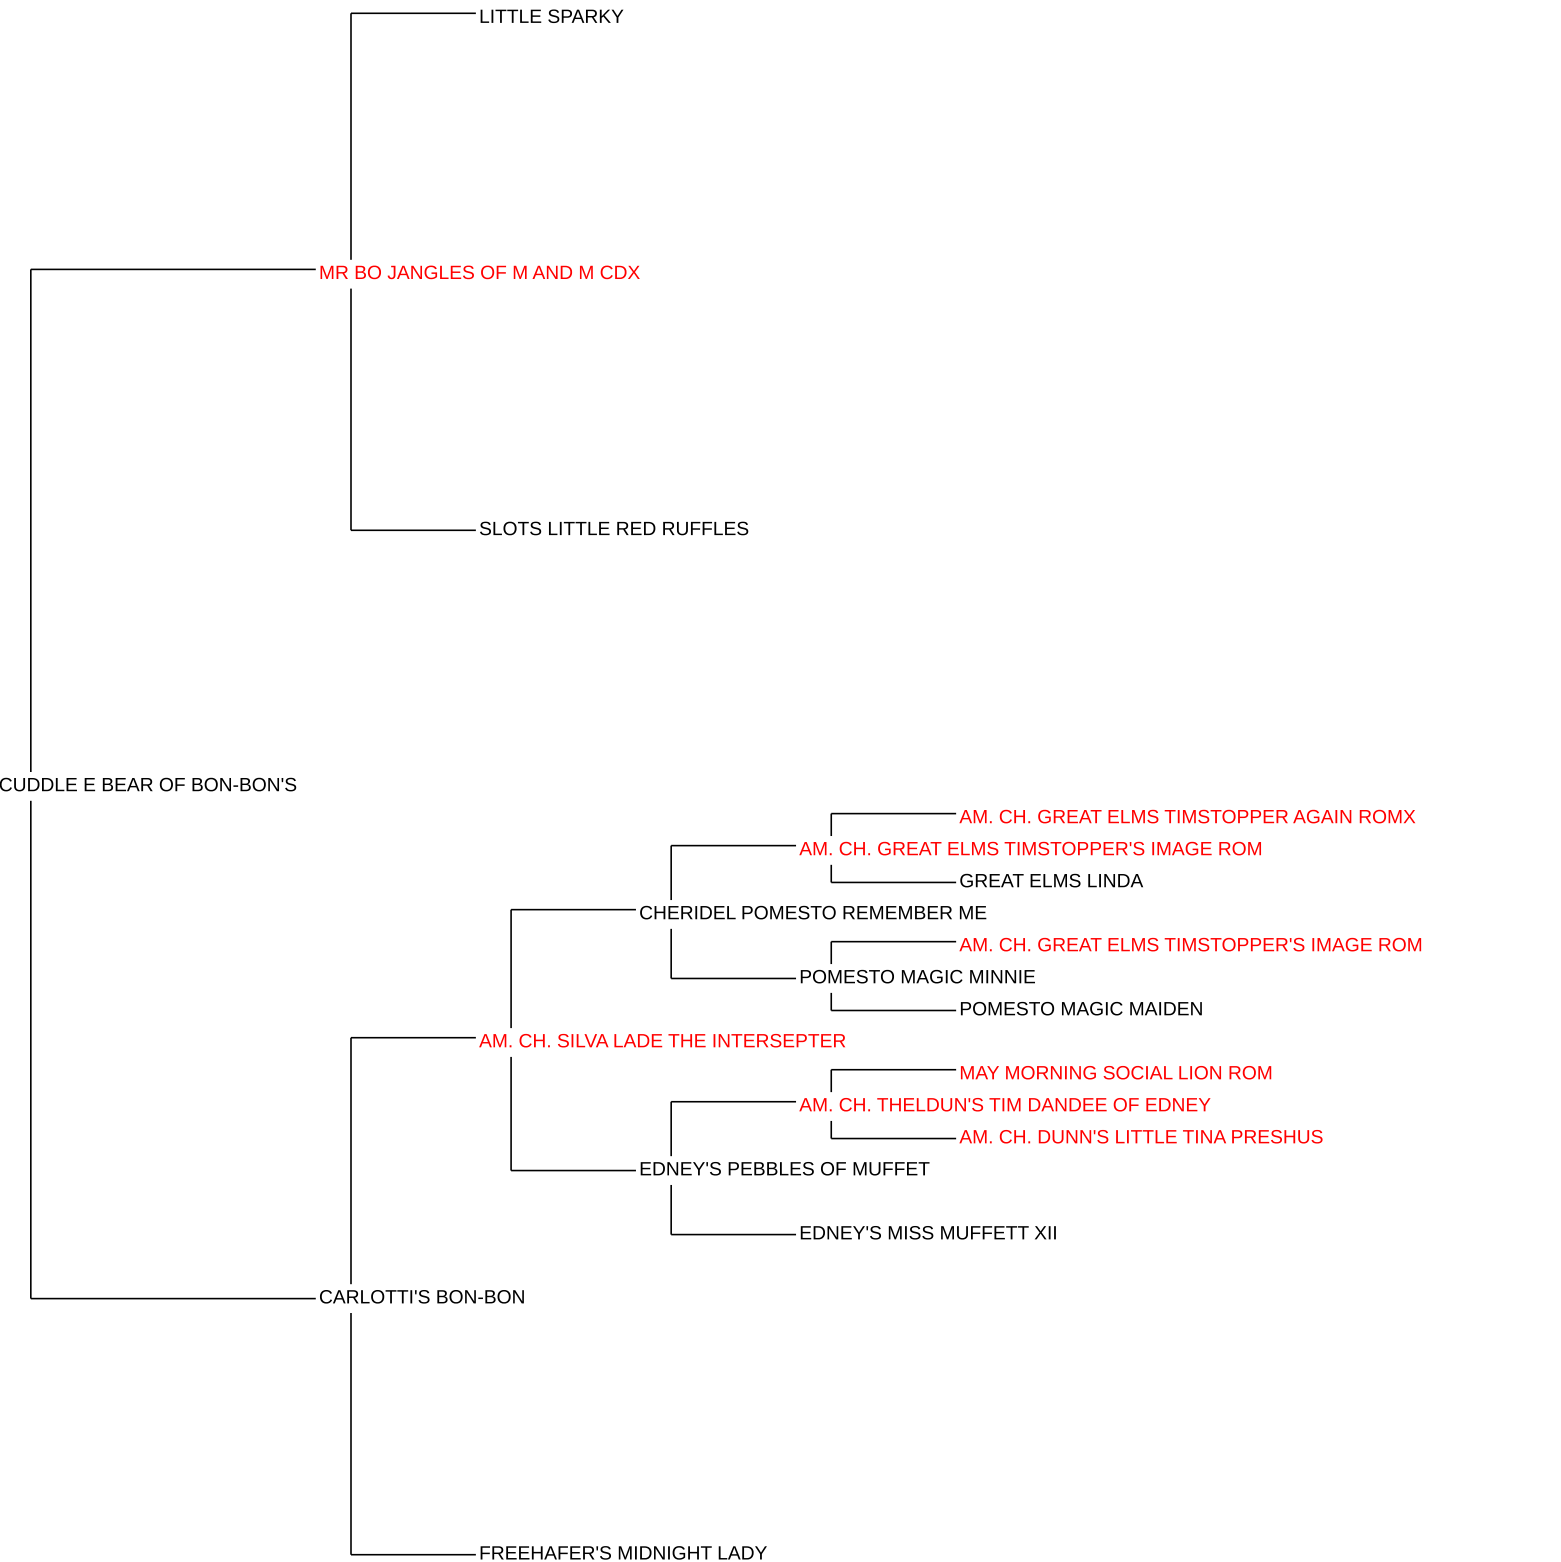 LITTLE SPARKY
MR BO JANGLES OF M AND M CDX
SLOTS LITTLE RED RUFFLES
CUDDLE E BEAR OF BON-BON'S
AM. CH. GREAT ELMS TIMSTOPPER AGAIN ROMX
AM. CH. GREAT ELMS TIMSTOPPER'S IMAGE ROM
GREAT ELMS LINDA
CHERIDEL POMESTO REMEMBER ME
AM. CH. GREAT ELMS TIMSTOPPER'S IMAGE ROM
POMESTO MAGIC MINNIE
POMESTO MAGIC MAIDEN
AM. CH. SILVA LADE THE INTERSEPTER
MAY MORNING SOCIAL LION ROM
AM. CH. THELDUN'S TIM DANDEE OF EDNEY
AM. CH. DUNN'S LITTLE TINA PRESHUS
EDNEY'S PEBBLES OF MUFFET
EDNEY'S MISS MUFFETT XII
CARLOTTI'S BON-BON
FREEHAFER'S MIDNIGHT LADY